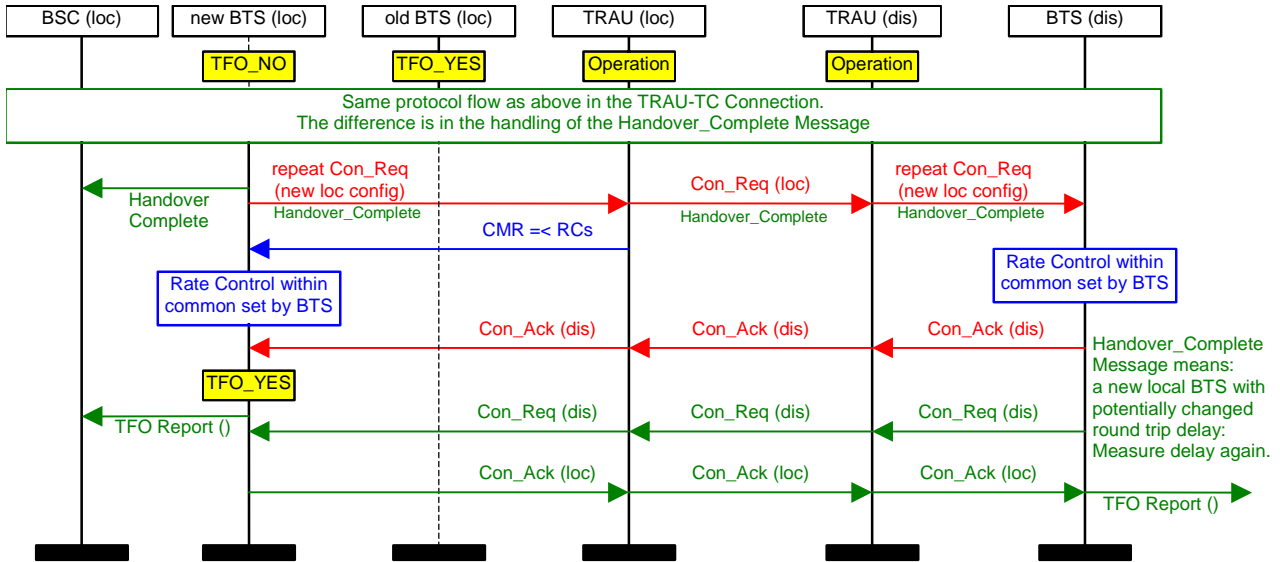 BSC (loc)
new BTS (loc)
old BTS (loc)
TRAU (loc)
TRAU (dis)
BTS (dis)
TFO_NO
TFO_YES
Operation
Operation
Same protocol flow as above in the TRAU-TC Connection.
The difference is in the handling of the Handover_Complete Message
Handover
Complete
repeat Con_Req
(new loc config)
Handover_Complete
Con_Req (loc)
Handover_Complete
repeat Con_Req
(new loc config)
Handover_Complete
CMR =< RCs
Rate Control within
common set by BTS
Rate Control within
common set by BTS
Con_Ack (dis)
Con_Ack (dis)
Con_Ack (dis)
Handover_Complete
Message means:
a new local BTS with
potentially changed
round trip delay:
Measure delay again.
TFO_YES
TFO Report ()
Con_Req (dis)
Con_Req (dis)
Con_Req (dis)
Con_Ack (loc)
Con_Ack (loc)
Con_Ack (loc)
TFO Report ()